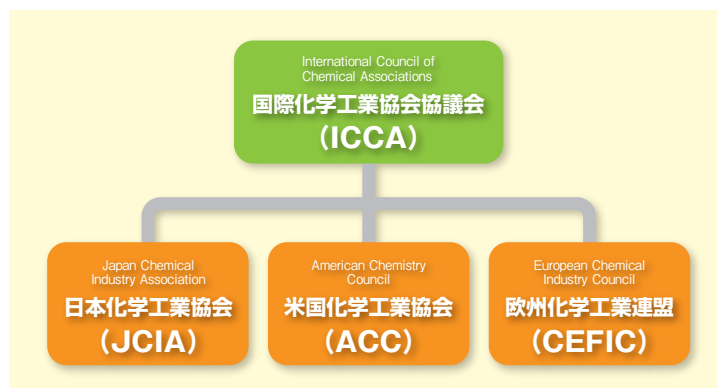 International Council of
Chemical Associations
国際化学工業協会協議会
（ICCA）
Japan Chemical
Industry Association
日本化学工業協会
（JCIA）
American Chemistry
Council
米国化学工業協会
（ACC）
European Chemical
Industry Council
欧州化学工業連盟
（CEFIC）